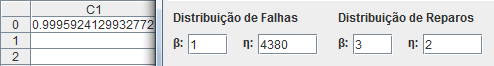 C1
0 0.9995924129932772
1
2
Distribuição de Falhas
β: 1 η: 4380
Distribuição de Reparos
β: 3 η: 2